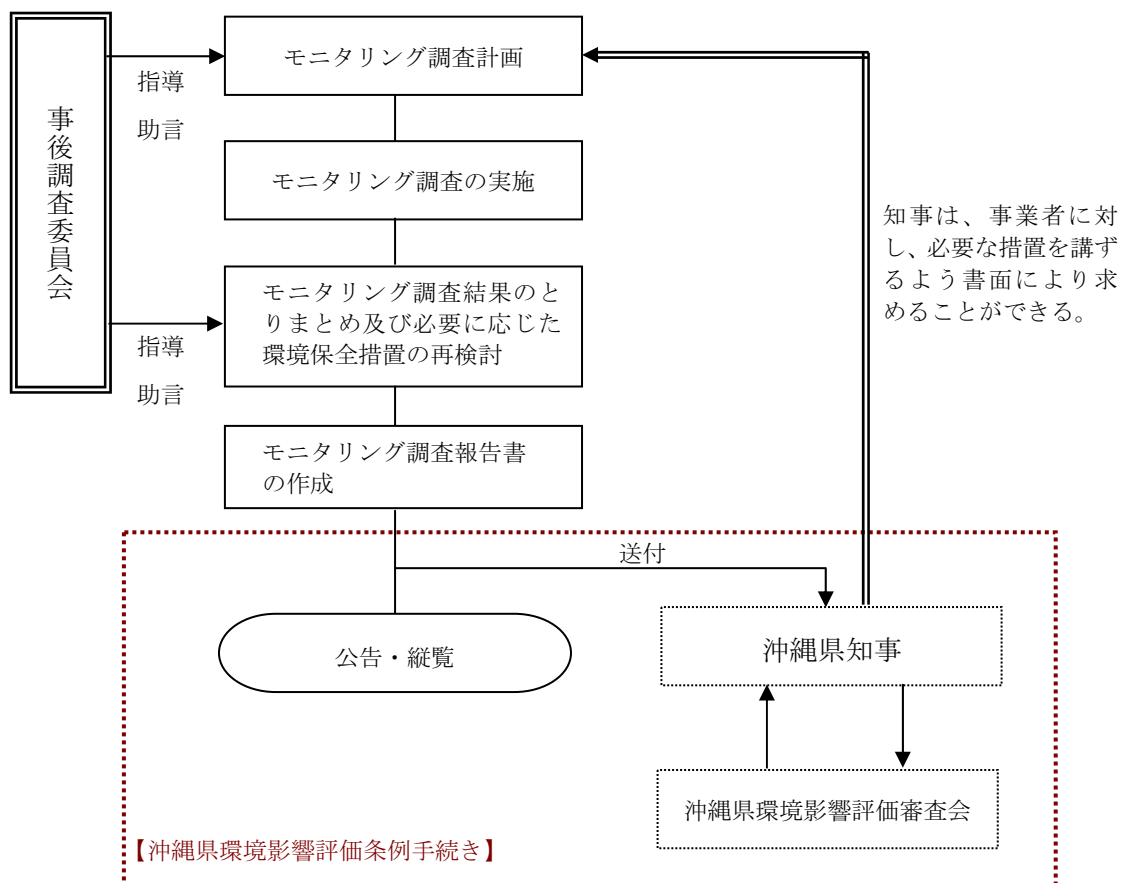 事後調査委員会
モニタリング調査計画
指導
助言
モニタリング調査の実施
知事は、事業者に対
し、必要な措置を講ず
るよう書面により求
めることができる。
モニタリング調査結果のと
りまとめ及び必要に応じた
環境保全措置の再検討
指導
助言
モニタリング調査報告書
の作成
送付
公告・縦覧
沖縄県知事
沖縄県環境影響評価審査会
【沖縄県環境影響評価条例手続き】